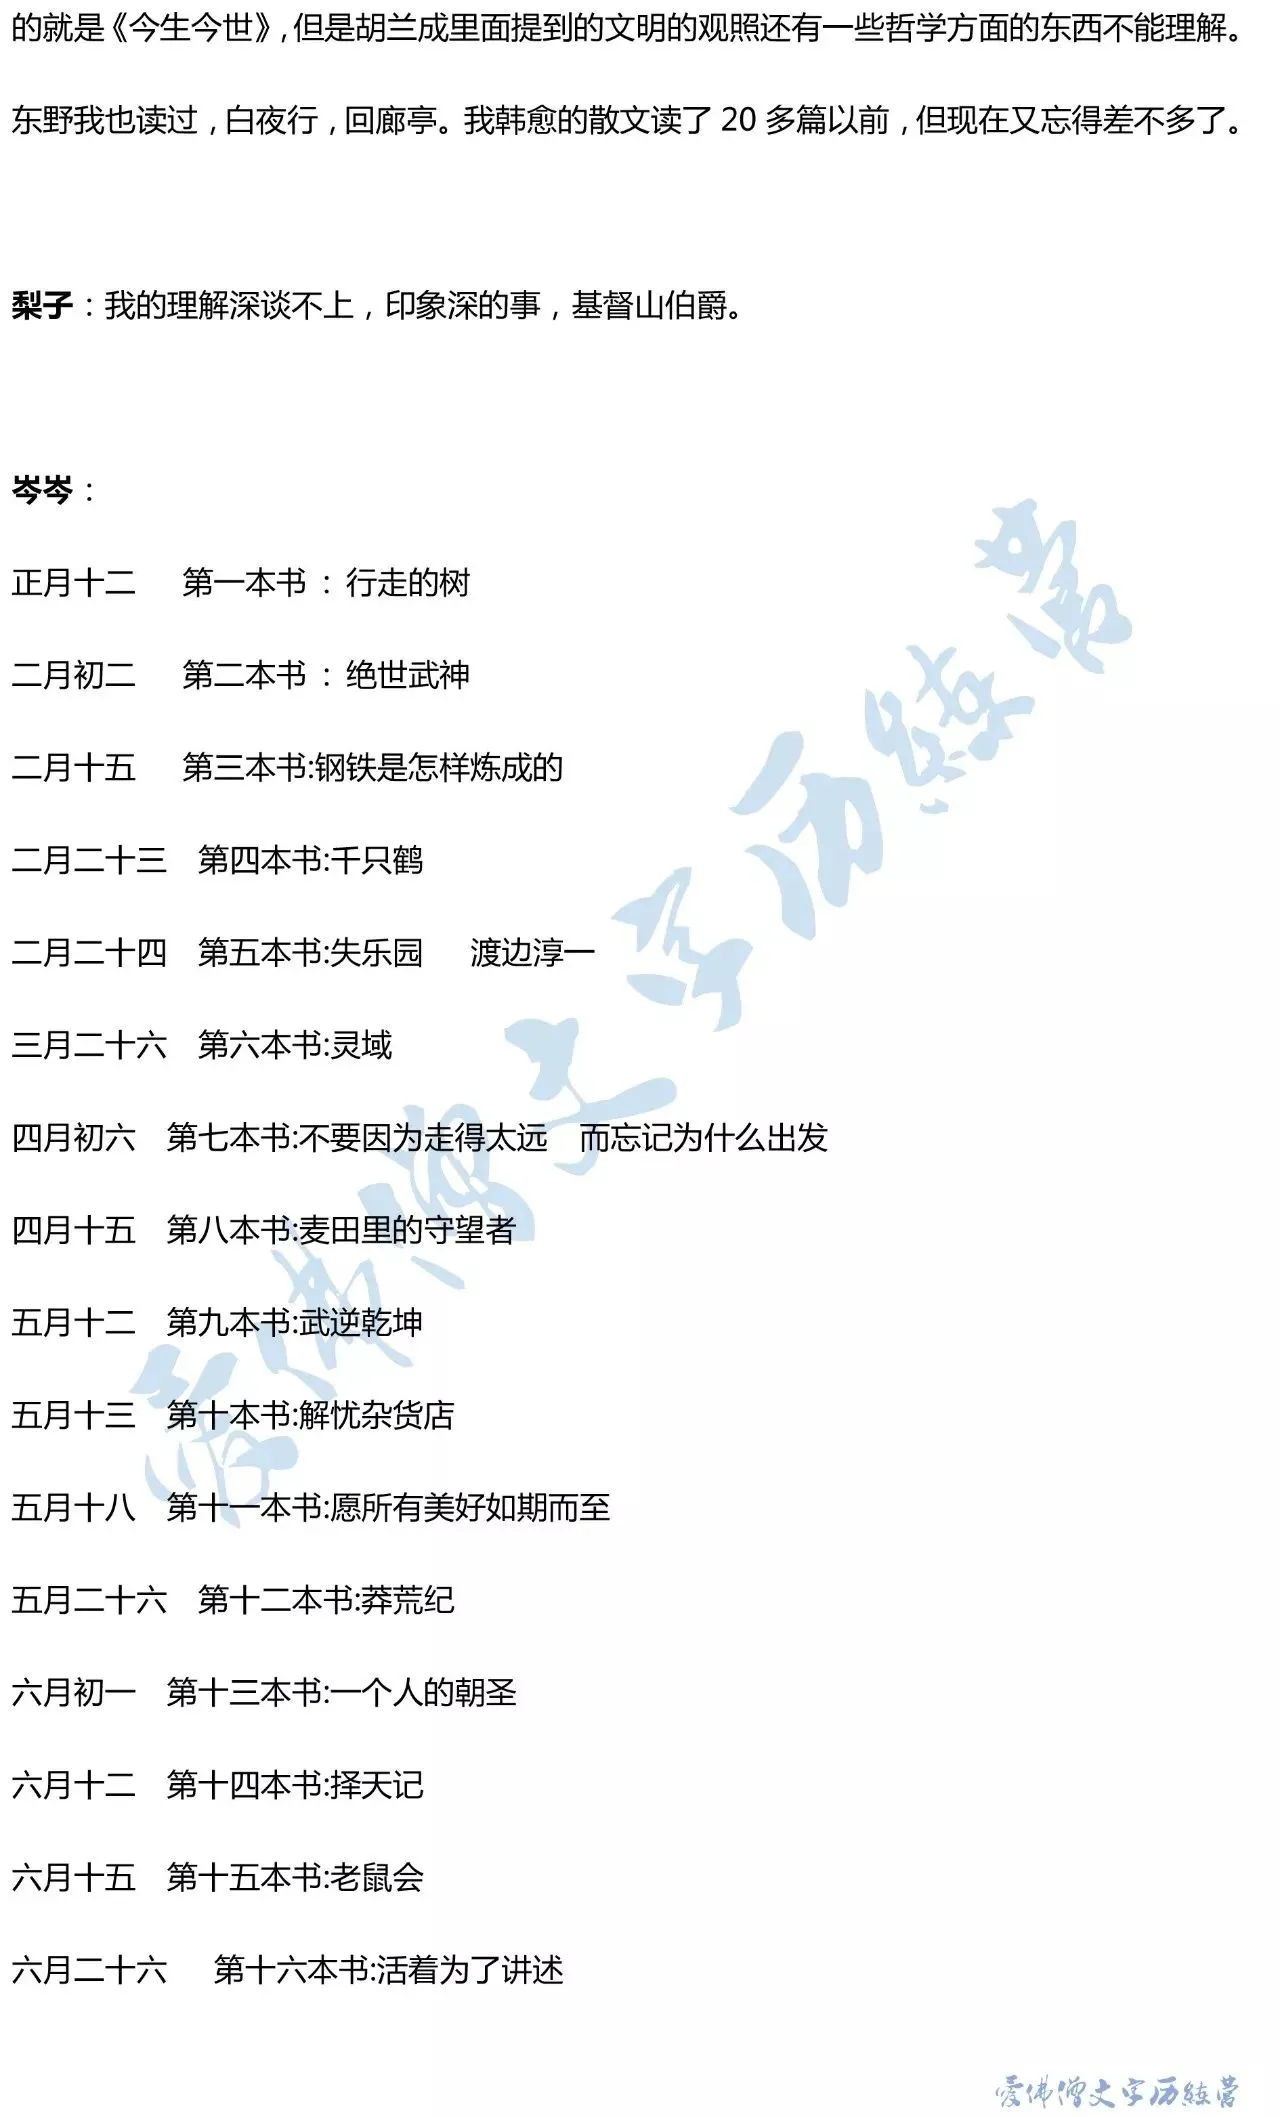 的就是《今生今世》，但是胡兰成里面提到的文明的观照还有一些哲学方面的东西不能理解。
东野我也读过，白夜行，回廊亭。我韩愈的散文读了 20 多篇以前，但现在又忘得差不多了。
梨子：我的理解深谈不上，印象深的事，基督山伯爵。
岑岑：
正月十二 第一本书 : 行走的树
二月初二 第二本书 : 绝世武神
二月十五 第三本书:钢铁是怎样炼成的
二月二十三 第四本书:千只鹤
二月二十四 第五本书:失乐园 渡边淳一
三月二十六 第六本书:灵域
四月初六 第七本书:不要因为走得太远 而忘记为什么出发
四月十五 第八本书:麦田里的守望者
五月十二 第九本书:武逆乾坤
五月十三 第十本书:解忧杂货店
五月十八 第十一本书:愿所有美好如期而至
五月二十六 第十二本书:莽荒纪
六月初一 第十三本书:一个人的朝圣
六月十二 第十四本书:择天记
六月十五 第十五本书:老鼠会
六月二十六 第十六本书:活着为了讲述
爱佛僧文字历练营